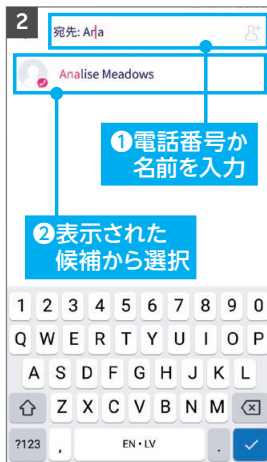 2
宛先: Ana
Analise Meadows
❶電話番号か
名前を入力
❷表示された
候補から選択
1 2 3 4 5 6 7 8 9 0
Q W E R T Y U I O P
A S D F G H J K L
Z X C V B N M
?123 , EN • LV .